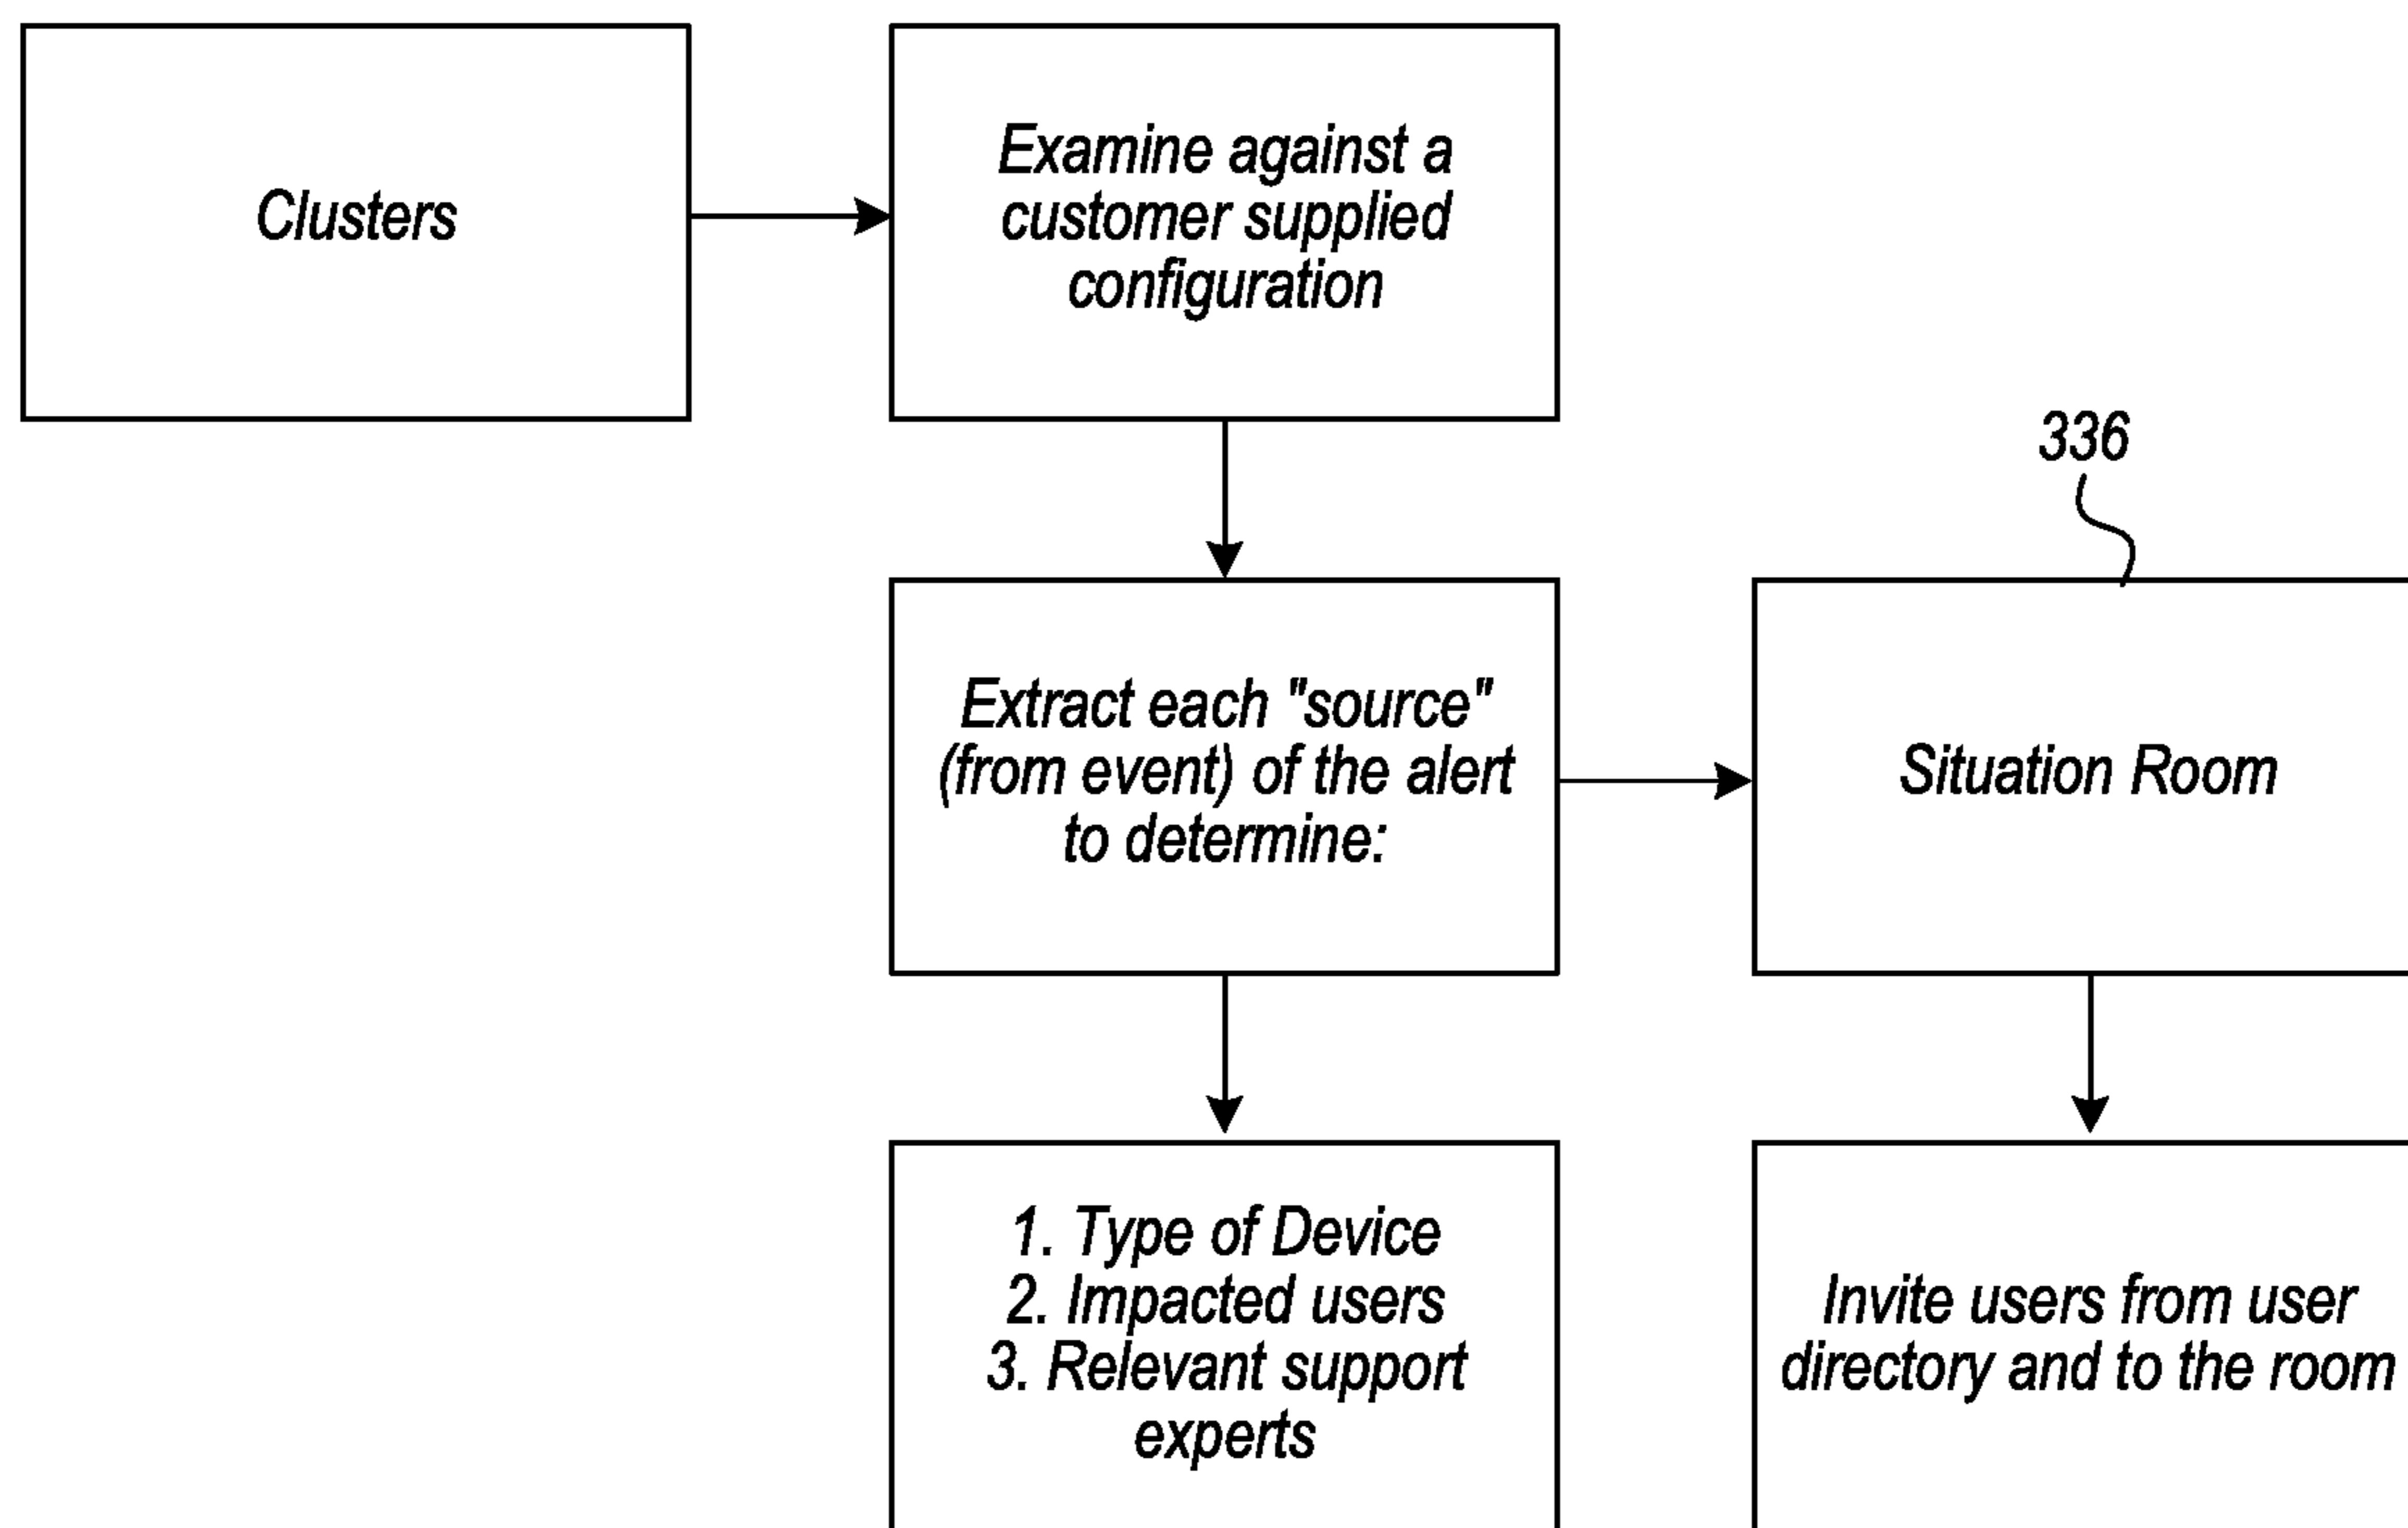 Clusters
Examine against a
customer supplied
configuration
336
Extract each "source"
(from event) of the alert
to determine:
Situation Room
1. Type of Device
2. Impacted users
3. Relevant support
experts
Invite users from user
directory and to the room